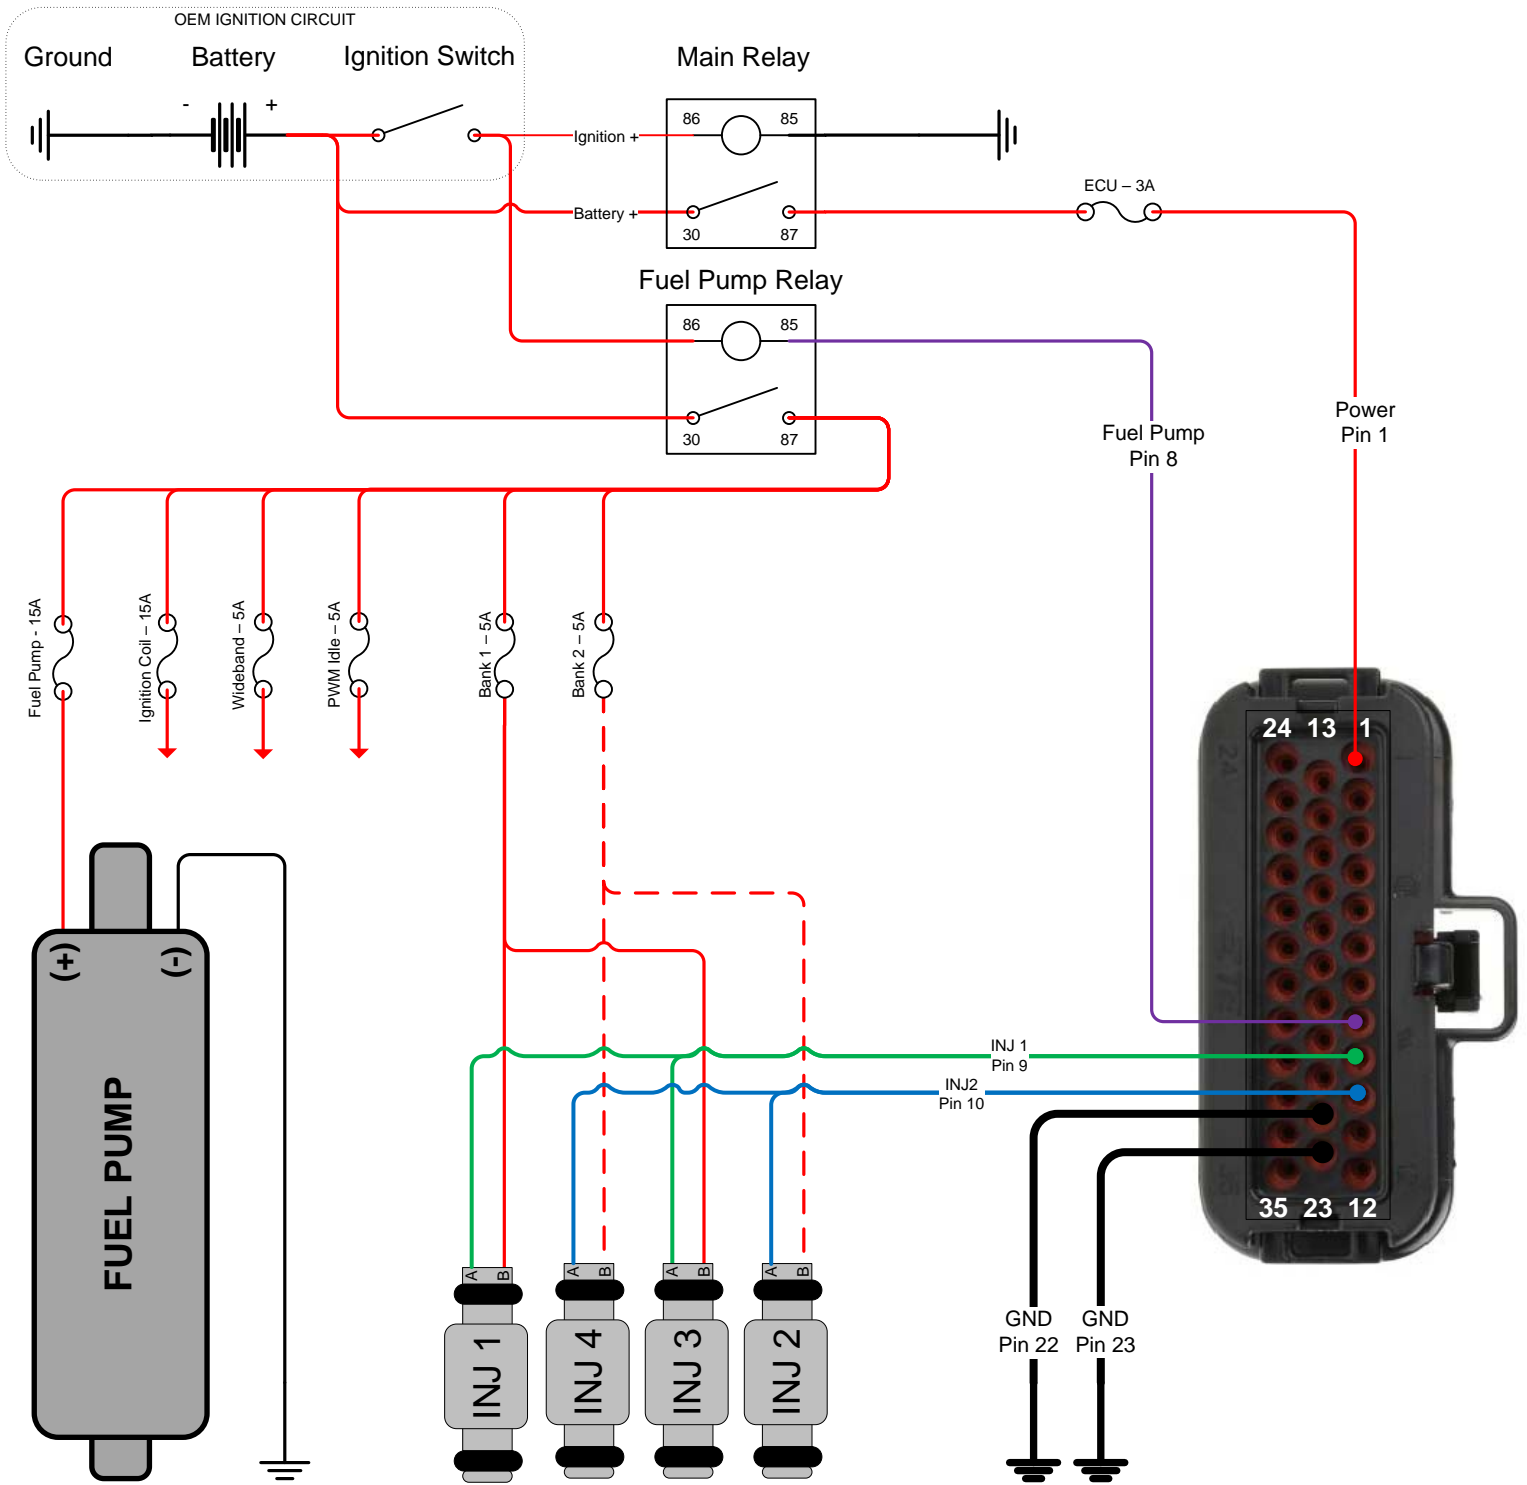 OEM IGNITION CIRCUIT
Ground
Battery
Ignition Switch
Main Relay
- +
86 85
Ignition +
Battery +
30 87
ECU – 3A
Fuel Pump Relay
86 85
30 87
Power
Pin 1
Fuel Pump
Pin 8
Fuel Pump - 15A
Ignition Coil – 15A
Wideband – 5A
PWM Idle – 5A
Bank 1 – 5A
Bank 2 – 5A
24 13 1
(+) (-)
FUEL PUMP
INJ 1
Pin 9
INJ2
Pin 10
35 23 12
A B
A B
A B
A B
INJ 1
INJ 4
INJ 3
INJ 2
GND
Pin 22
GND
Pin 23